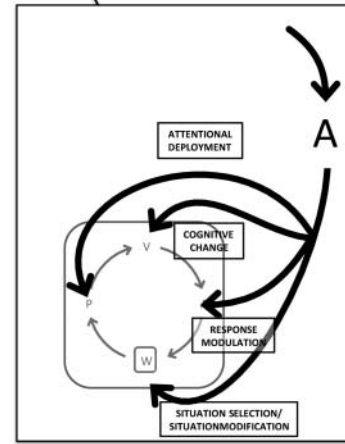 A
ATTENTIONAL
DEPLOYMENT
COGNITIVE
CHANGE
V
P
RESPONSE
MODULATION
W
SITUATION SELECTION/
SITUATIONMODIFICATION